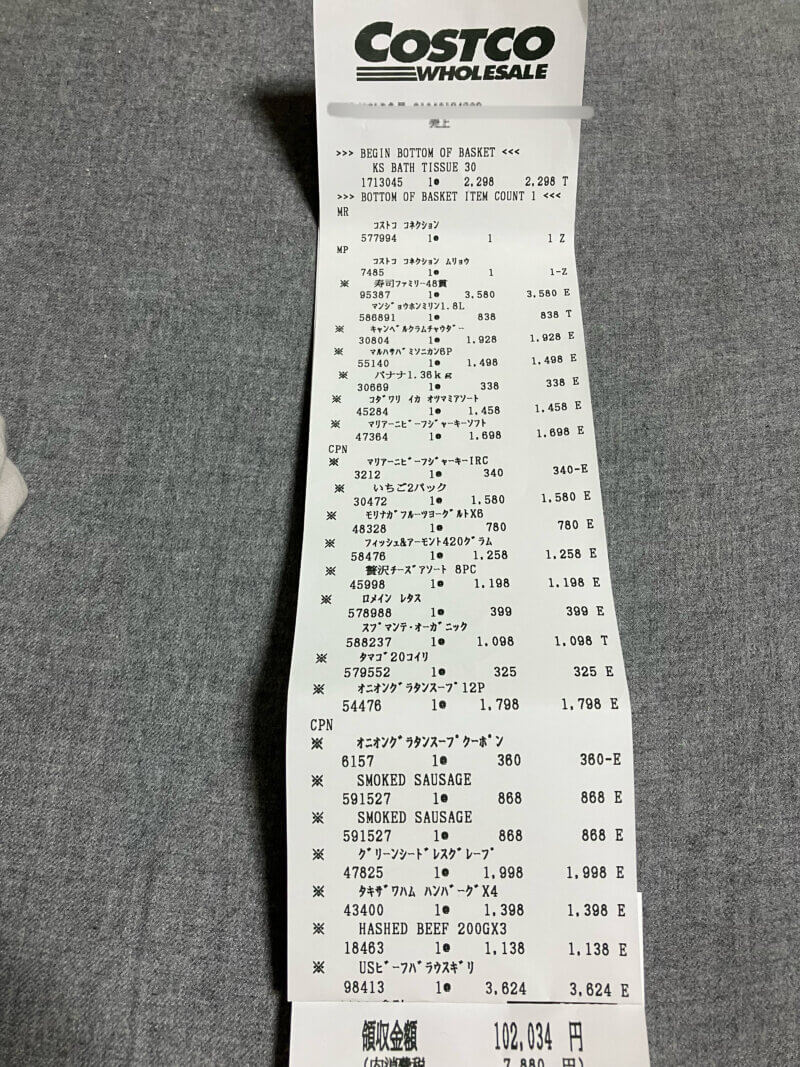 COSTCO
WHOLESALE
売上
>>> BEGIN BOTTOM OF BASKET <<<
KS BATH TISSUE 30
1713045 1@ 2,298 2,298 T
>>> BOTTOM OF BASKET ITEM COUNT 1 <<<
MR
コストコ コネクション
577994 1@ 1 1 Z
MP
コストコ コネクション ムリョウ
7485 1@ 1 1-Z
※ 寿司ファミリー48貫
95387 1@ 3,580 3,580 E
マンジョウホンミリン1.8L
586891 1@ 838 838 T
※ キャンベルクラムチャウダー
30804 1@ 1,928 1,928 E
※ マルハサバミソニカン6P
55140 1@ 1,498 1,498 E
※ バナナ1.36kg
30669 1@ 338 338 E
※ コダワリ イカ オツマミアソート
45284 1@ 1,458 1,458 E
※ マリアーニビーフジャーキーソフト
47364 1@ 1,698 1,698 E
CPN
※ マリアーニビーフジャーキーIRC
3212 1@ 340 340-E
※ いちご2パック
30472 1@ 1,580 1,580 E
※ モリナガフルーツヨーグルトX6
48328 1@ 780 780 E
※ フィッシュ&アーモンド420グラム
58476 1@ 1,258 1,258 E
※ 贅沢チーズアソート 8PC
45998 1@ 1,198 1,198 E
※ ロメイン レタス
578988 1@ 399 399 E
スプマンテ・オーガニック
588237 1@ 1,098 1,098 T
※ タマゴ20コイリ
579552 1@ 325 325 E
※ オニオングラタンスープ12P
54476 1@ 1,798 1,798 E
CPN
※ オニオングラタンスープクーポン
6157 1@ 360 360-E
※ SMOKED SAUSAGE
591527 1@ 868 868 E
※ SMOKED SAUSAGE
591527 1@ 868 868 E
※ グリーンシードレスグレープ
47825 1@ 1,998 1,998 E
※ タキザワハム ハンバーグX4
43400 1@ 1,398 1,398 E
※ HASHED BEEF 200GX3
18463 1@ 1,138 1,138 E
※ USビーフバラウスギリ
98413 1@ 3,624 3,624 E
領収金額 102,034 円
(内消費税 7,880 円)